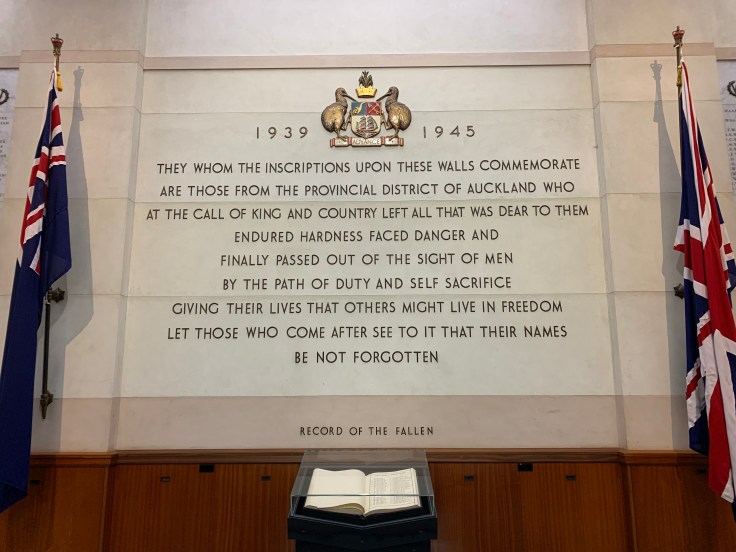 1939 1945
ADVANCE
THEY WHOM THE INSCRIPTIONS UPON THESE WALLS COMMEMORATE
ARE THOSE FROM THE PROVINCIAL DISTRICT OF AUCKLAND WHO
AT THE CALL OF KING AND COUNTRY LEFT ALL THAT WAS DEAR TO THEM
ENDURED HARDNESS FACED DANGER AND
FINALLY PASSED OUT OF THE SIGHT OF MEN
BY THE PATH OF DUTY AND SELF SACRIFICE
GIVING THEIR LIVES THAT OTHERS MIGHT LIVE IN FREEDOM
LET THOSE WHO COME AFTER SEE TO IT THAT THEIR NAMES
BE NOT FORGOTTEN
RECORD OF THE FALLEN